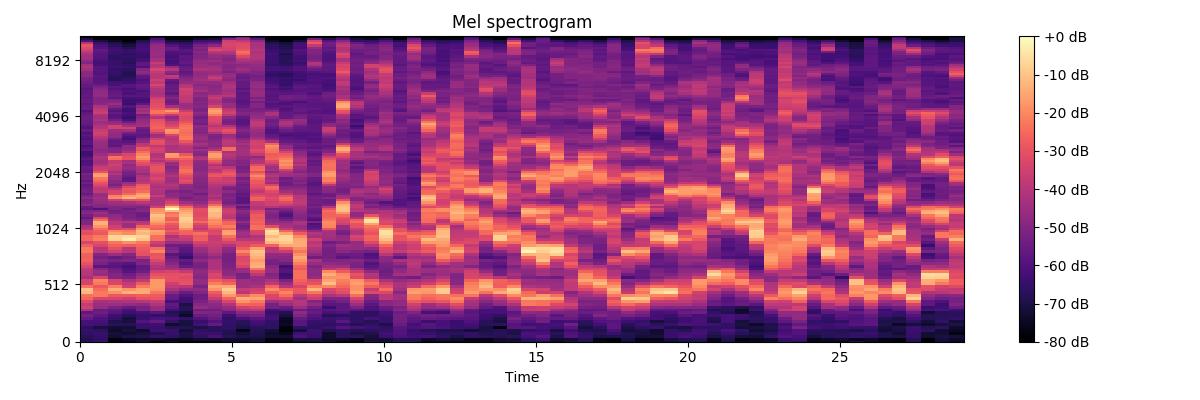 Mel spectrogram
+0 dB
8192
-10 dB
4096
-20 dB
-30 dB
2048
Hz
-40 dB
1024
-50 dB
-60 dB
512
-70 dB
0
-80 dB
0 5 10 15 20 25
Time